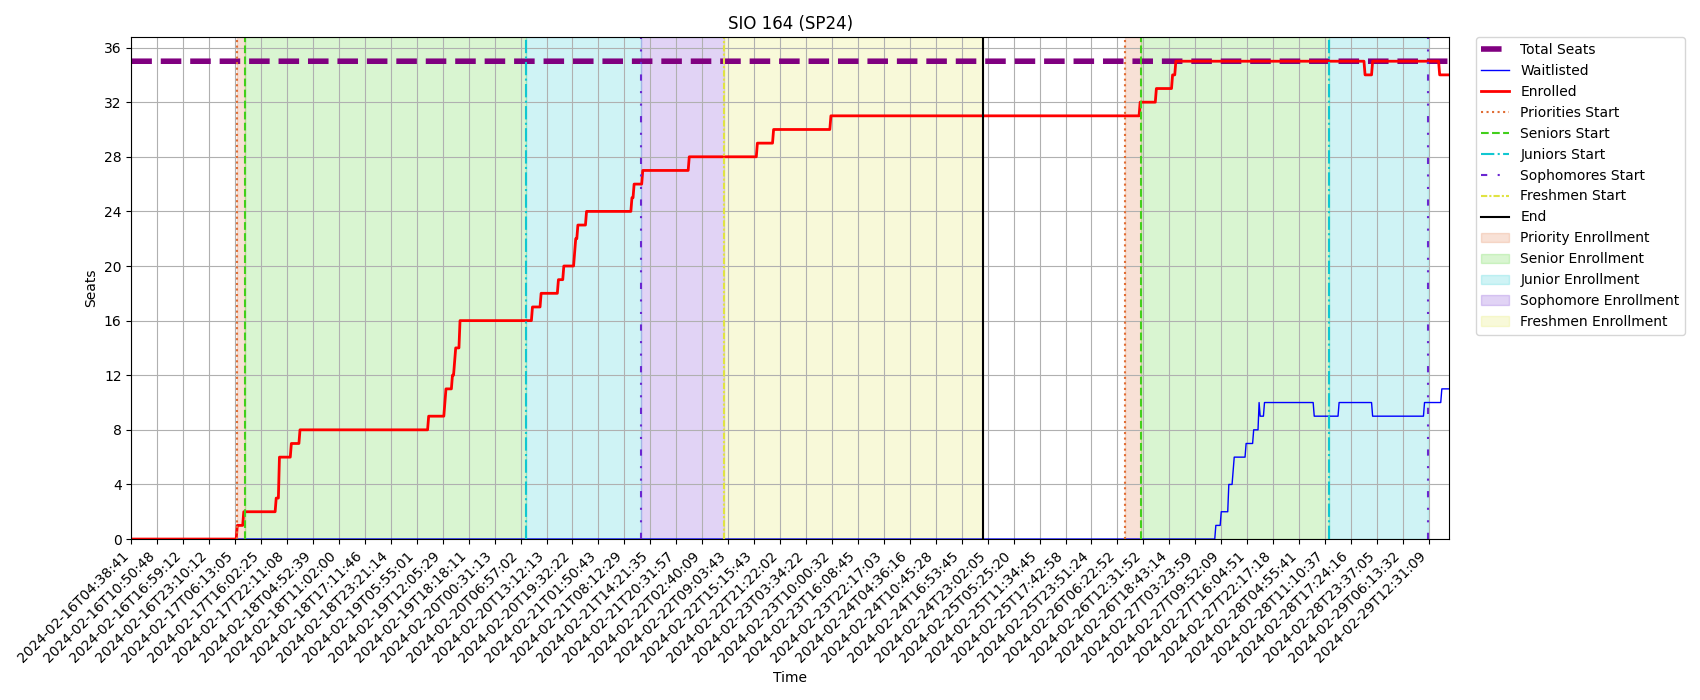 SIO 164 (SP24)
36
32
28
24
20
16
12
8
4
0
Seats
2024-02-16T04:38:41
2024-02-16T10:50:48
2024-02-16T16:59:12
2024-02-16T23:10:12
2024-02-17T06:13:05
2024-02-17T16:02:25
2024-02-17T22:11:08
2024-02-18T04:52:39
2024-02-18T11:02:00
2024-02-18T17:11:46
2024-02-18T23:21:14
2024-02-19T05:55:01
2024-02-19T12:05:29
2024-02-19T18:18:11
2024-02-20T00:31:13
2024-02-20T06:57:02
2024-02-20T13:12:13
2024-02-20T19:32:22
2024-02-21T01:50:43
2024-02-21T08:12:29
2024-02-21T14:21:35
2024-02-21T20:31:57
2024-02-22T02:40:09
2024-02-22T09:03:43
2024-02-22T15:15:43
2024-02-22T21:22:02
2024-02-23T03:34:22
2024-02-23T10:00:32
2024-02-23T16:08:45
2024-02-23T22:17:03
2024-02-24T04:36:16
2024-02-24T10:45:28
2024-02-24T16:53:45
2024-02-24T23:02:05
2024-02-25T05:25:20
2024-02-25T11:34:45
2024-02-25T17:42:58
2024-02-25T23:51:24
2024-02-26T06:22:52
2024-02-26T12:31:52
2024-02-26T18:43:14
2024-02-27T03:23:59
2024-02-27T09:52:09
2024-02-27T16:04:51
2024-02-27T22:17:18
2024-02-28T04:55:41
2024-02-28T11:10:37
2024-02-28T17:24:16
2024-02-28T23:37:05
2024-02-29T06:13:32
2024-02-29T12:31:09
Time
Total Seats
Waitlisted
Enrolled
Priorities Start
Seniors Start
Juniors Start
Sophomores Start
Freshmen Start
End
Priority Enrollment
Senior Enrollment
Junior Enrollment
Sophomore Enrollment
Freshmen Enrollment